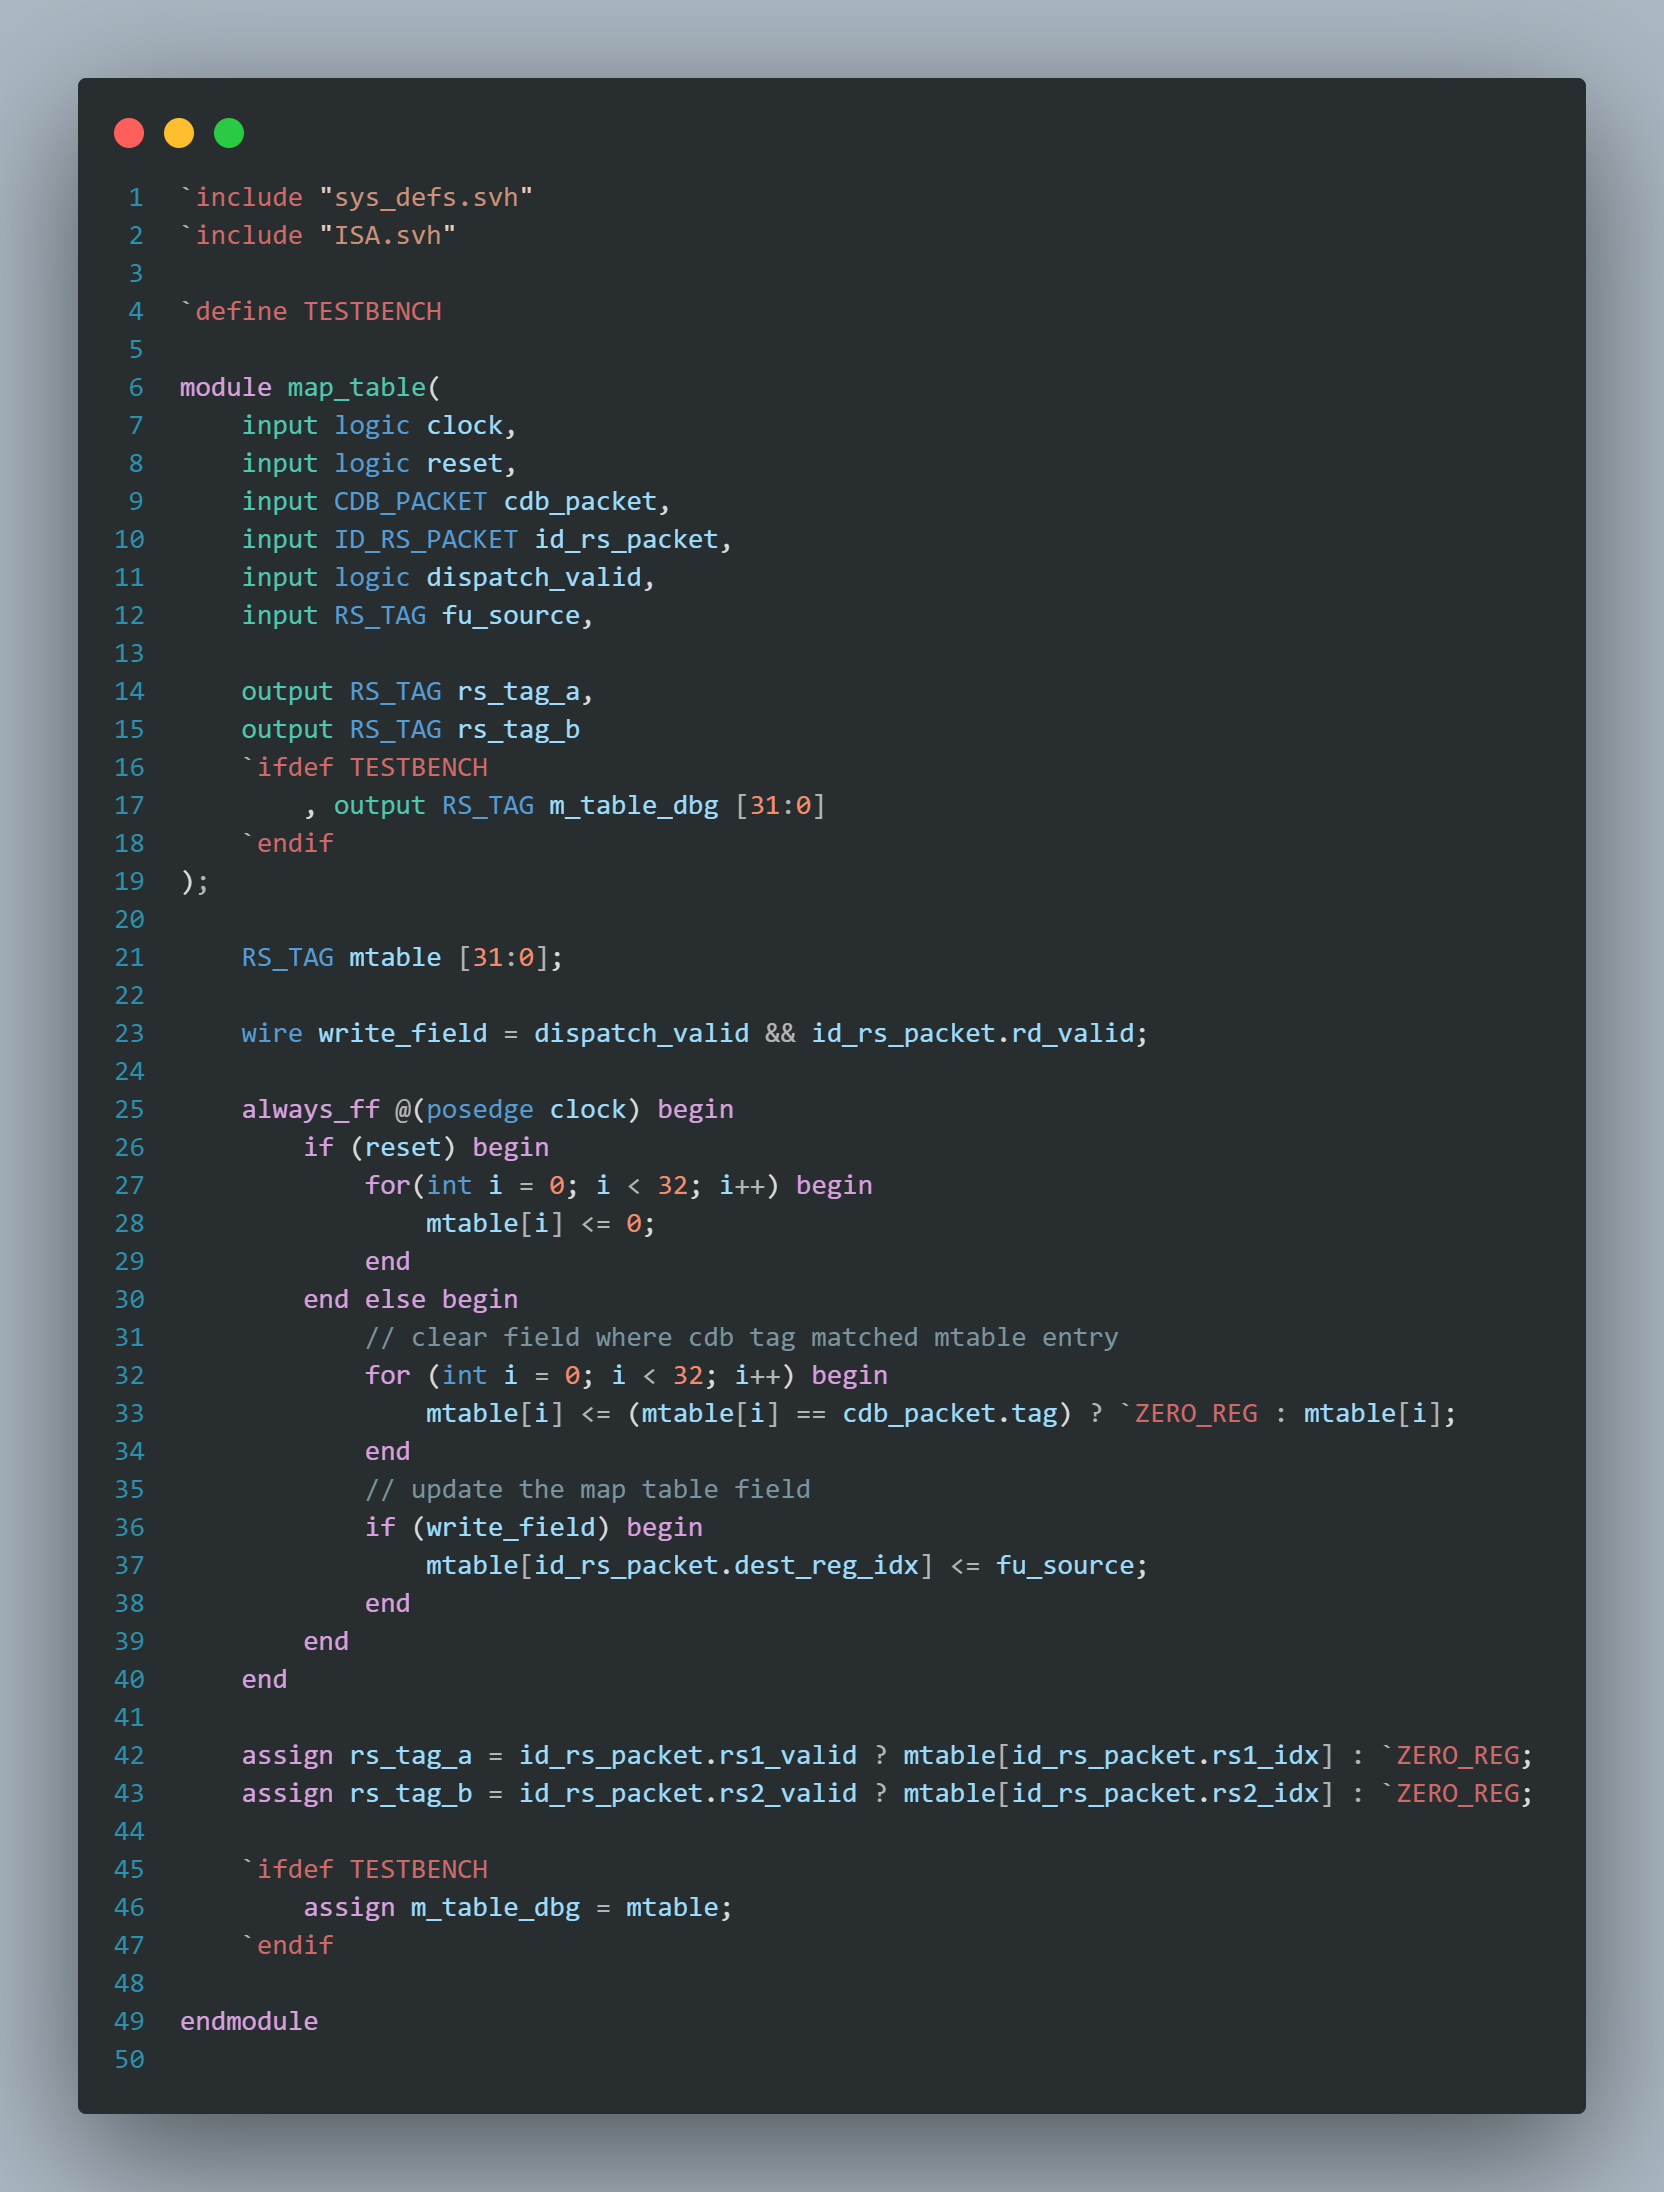 1 `include "sys_defs.svh"
2 `include "ISA.svh"
3
4 `define TESTBENCH
5
6 module map_table(
7     input logic clock,
8     input logic reset,
9     input CDB_PACKET cdb_packet,
10     input ID_RS_PACKET id_rs_packet,
11     input logic dispatch_valid,
12     input RS_TAG fu_source,
13
14     output RS_TAG rs_tag_a,
15     output RS_TAG rs_tag_b
16     `ifdef TESTBENCH
17         , output RS_TAG m_table_dbg [31:0]
18     `endif
19 );
20
21     RS_TAG mtable [31:0];
22
23     wire write_field = dispatch_valid && id_rs_packet.rd_valid;
24
25     always_ff @(posedge clock) begin
26         if (reset) begin
27             for(int i = 0; i < 32; i++) begin
28                 mtable[i] <= 0;
29             end
30         end else begin
31             // clear field where cdb tag matched mtable entry
32             for (int i = 0; i < 32; i++) begin
33                 mtable[i] <= (mtable[i] == cdb_packet.tag) ? `ZERO_REG : mtable[i];
34             end
35             // update the map table field
36             if (write_field) begin
37                 mtable[id_rs_packet.dest_reg_idx] <= fu_source;
38             end
39         end
40     end
41
42     assign rs_tag_a = id_rs_packet.rs1_valid ? mtable[id_rs_packet.rs1_idx] : `ZERO_REG;
43     assign rs_tag_b = id_rs_packet.rs2_valid ? mtable[id_rs_packet.rs2_idx] : `ZERO_REG;
44
45     `ifdef TESTBENCH
46         assign m_table_dbg = mtable;
47     `endif
48
49 endmodule
50